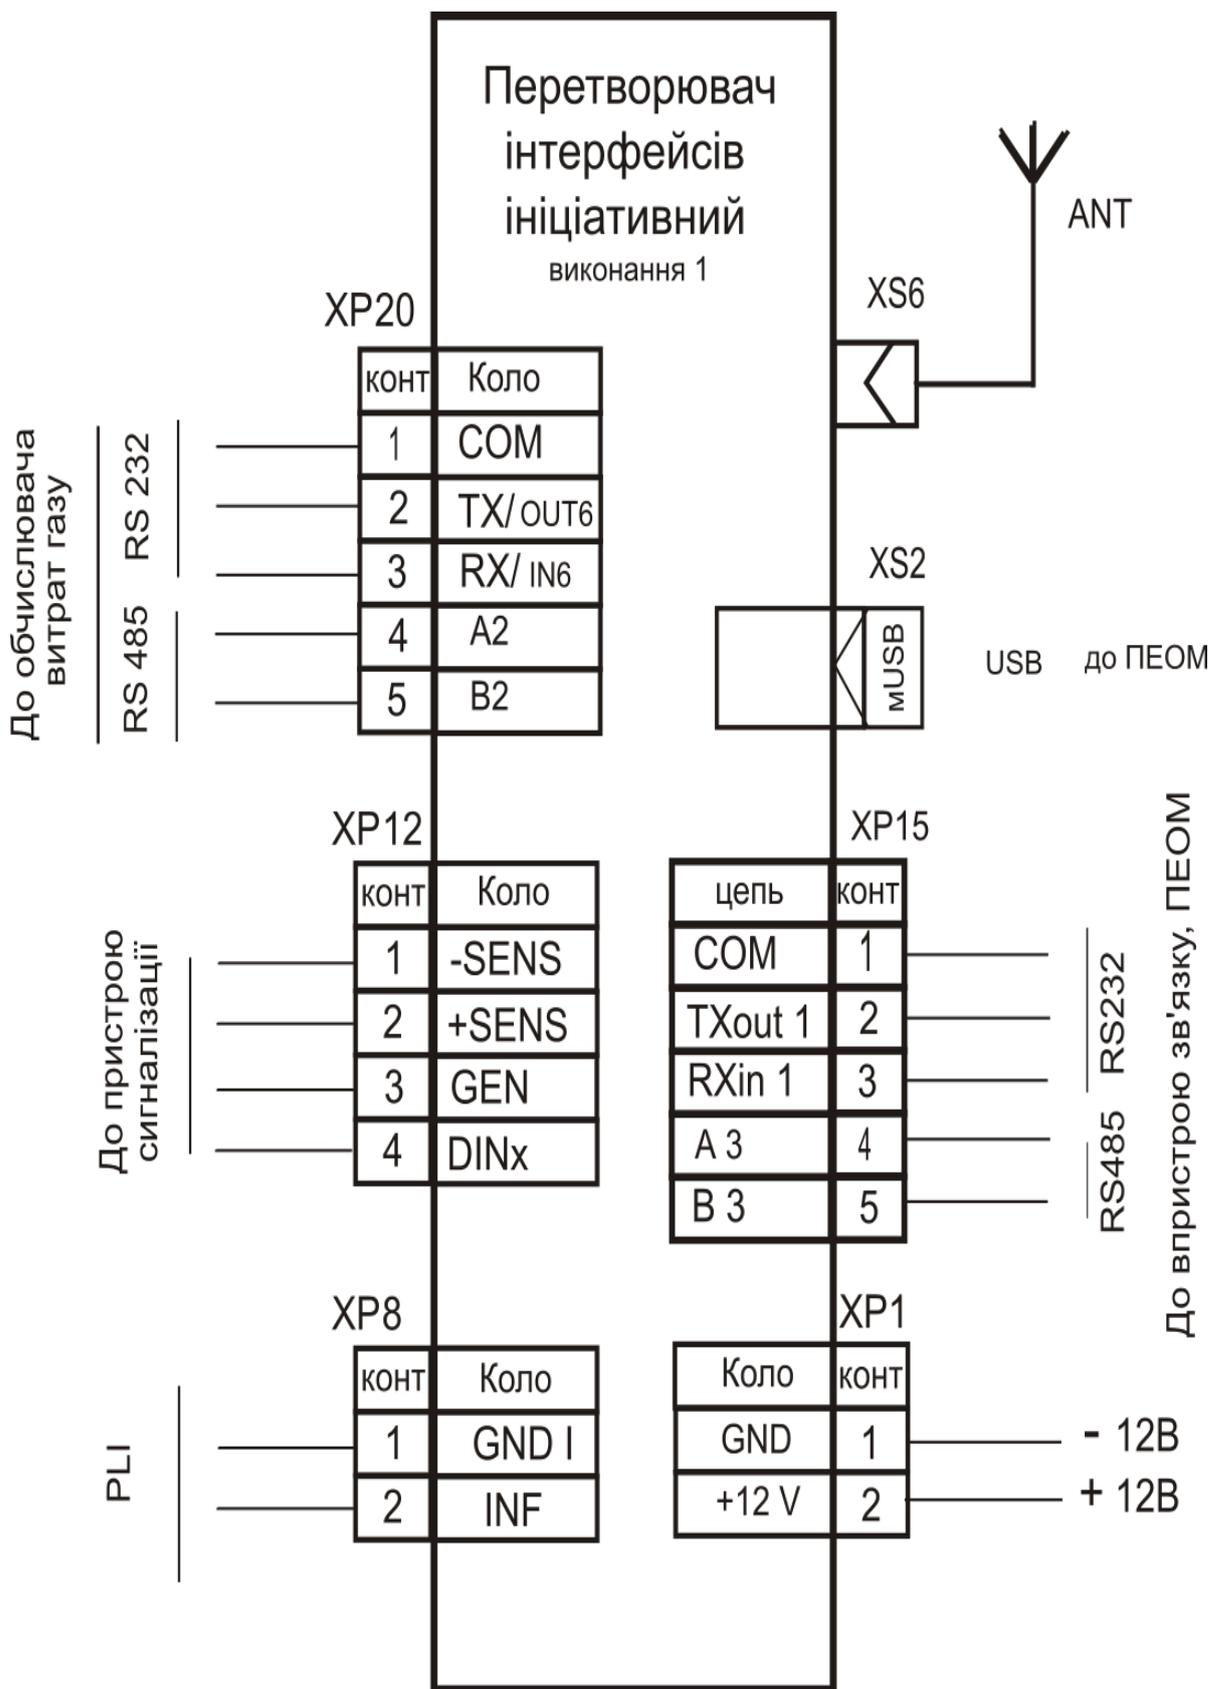 Перетворювач
інтерфейсів
ініціативний
виконання 1
ANT
XS6
XP20
конт Коло
1 COM
2 TX/ OUT6
3 RX/ IN6
4 A2
5 B2
До обчислювача
витрат газу
RS 232
RS 485
XS2
мUSB
USB до ПЕОМ
XP12
конт Коло
1 -SENS
2 +SENS
3 GEN
4 DINx
До пристрою
сигналізації
XP15
цепь конт
COM 1
TXout 1 2
RXin 1 3
A 3 4
B 3 5
RS232
RS485
До впристрою зв'язку, ПЕОМ
XP8
конт Коло
1 GND I
2 INF
PLI
XP1
Коло конт
GND 1 - 12В
+12 V 2 + 12В